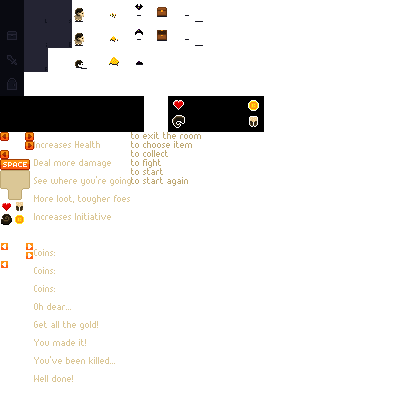 to exit the room
Increases Health
to choose item
to collect
SPACE
Deal more damage
to fight
to start
See where you're going
to start again
More loot, tougher foes
Increases Initiative
Coins:
Coins:
Coins:
Oh dear...
Get all the gold!
You made it!
You've been killed...
Well done!